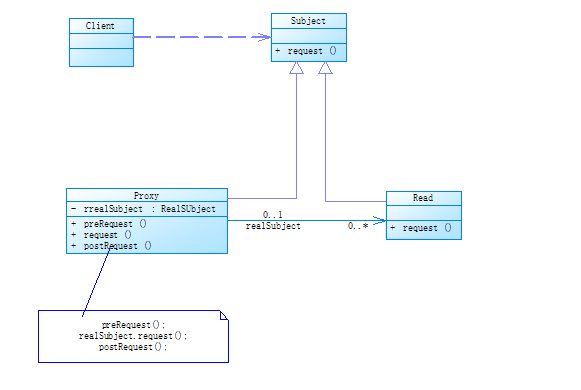 Client
Subject
+ request ()
Proxy
- rrealSubject : RealSUbject
+ preRequest ()
+ request ()
+ postRequest ()
Read
+ request ()
0..1
realSubject
0..*
preRequest();
realSubject.request();
postRequest();